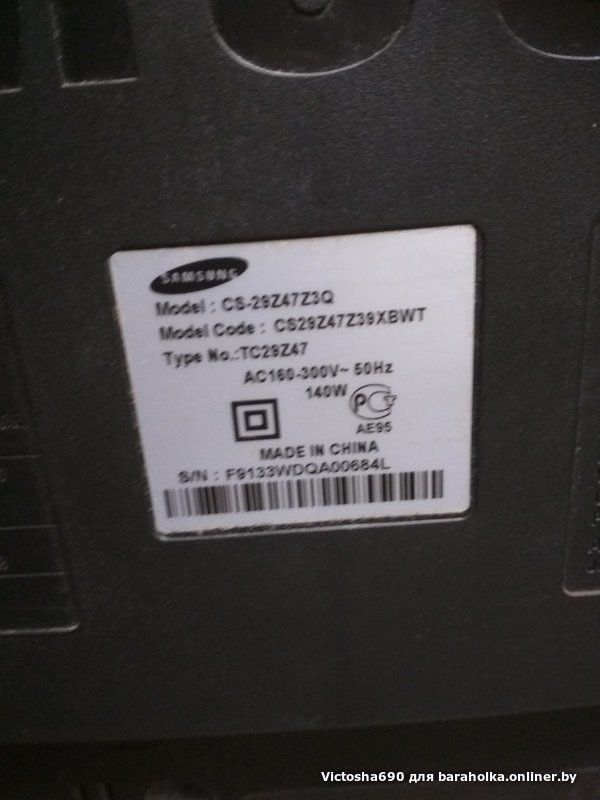 SAMSUNG
Model : CS-29Z47Z3Q
Model Code : CS29Z47Z39XBWT
Type No.:TC29Z47
AC160-300V~ 50Hz
140W
AE95
MADE IN CHINA
S/N : F9133WDQA00684L
Victosha690 для baraholka.onliner.by